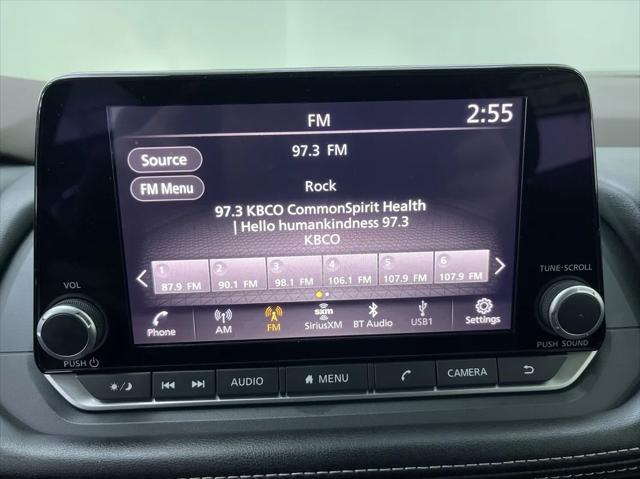 FM
2:55
Source
97.3 FM
FM Menu
Rock
97.3 KBCO CommonSpirit Health
| Hello humankindness 97.3
KBCO
1 2 3 4 5 6
87.9 FM 90.1 FM 98.1 FM 106.1 FM 107.9 FM 107.9 FM
Phone AM FM SiriusXM BT Audio USB1 Settings
sxm
VOL
PUSH
TUNE·SCROLL
PUSH SOUND
AUDIO MENU CAMERA